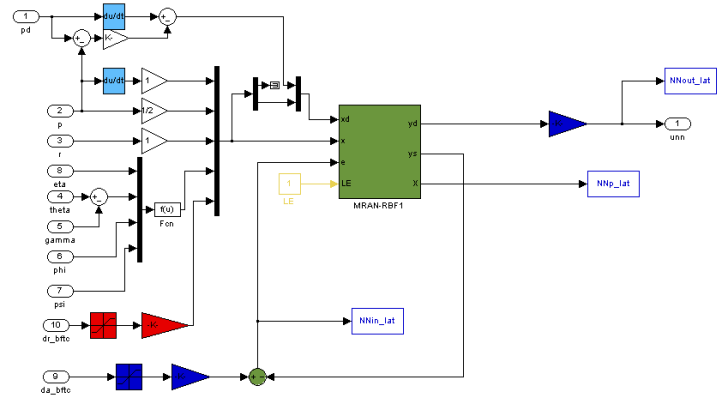 1
pd
du/dt
K-
du/dt
1
2
p
1/2
3
r
1
8
eta
4
theta
5
gamma
6
phi
7
psi
f(u)
Fcn
10
dr_bftc
-K-
9
da_bftc
1
LE
xd
x
e
LE
yd
ys
X
MRAN-RBF1
NNout_lat
1
unn
NNp_lat
NNin_lat